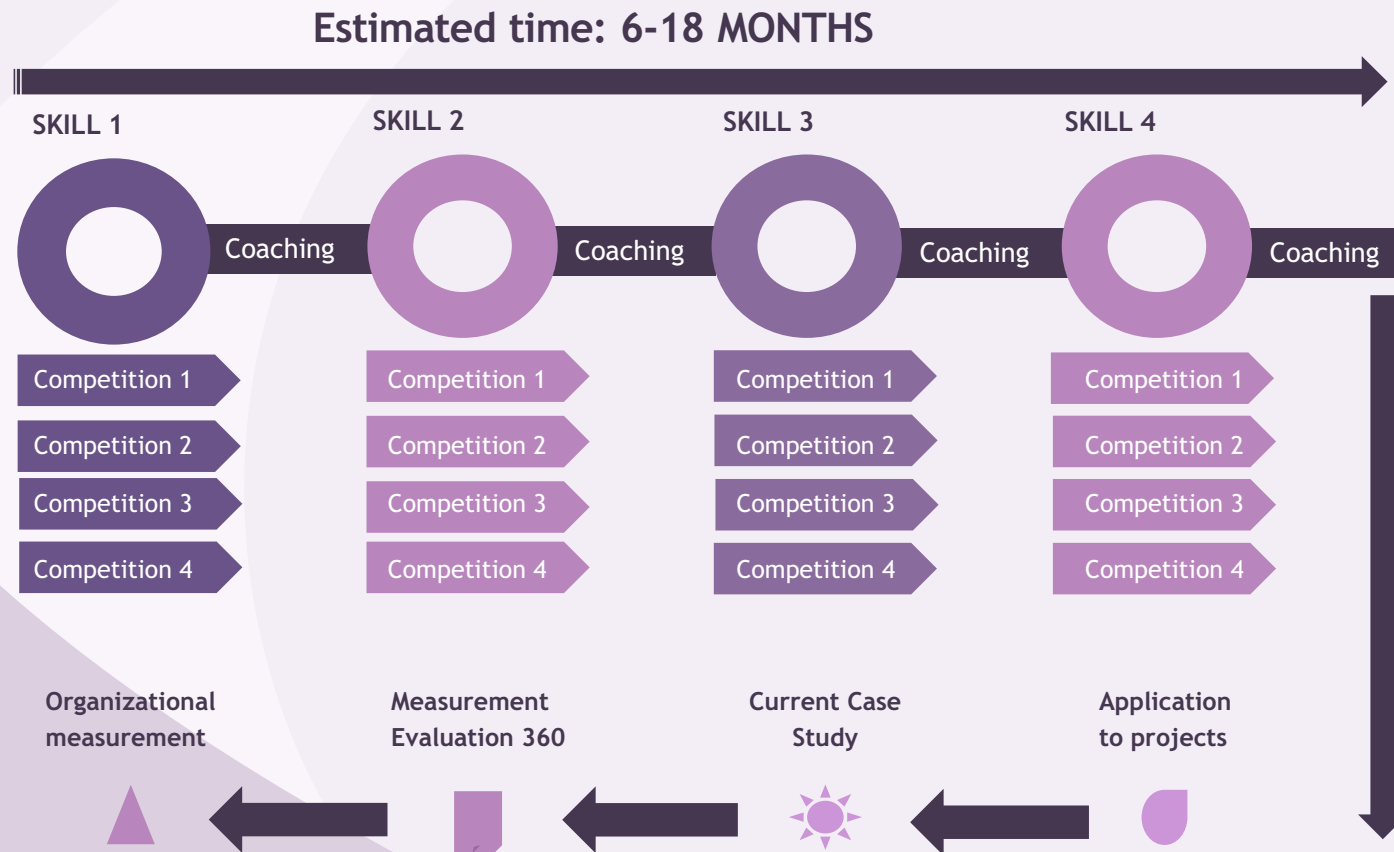 Estimated time: 6-18 MONTHS
SKILL 1
SKILL 2
SKILL 3
SKILL 4
Coaching
Coaching
Coaching
Coaching
Competition 1
Competition 2
Competition 3
Competition 4
Competition 1
Competition 2
Competition 3
Competition 4
Competition 1
Competition 2
Competition 3
Competition 4
Competition 1
Competition 2
Competition 3
Competition 4
Organizational
measurement
Measurement
Evaluation 360
Current Case
Study
Application
to projects